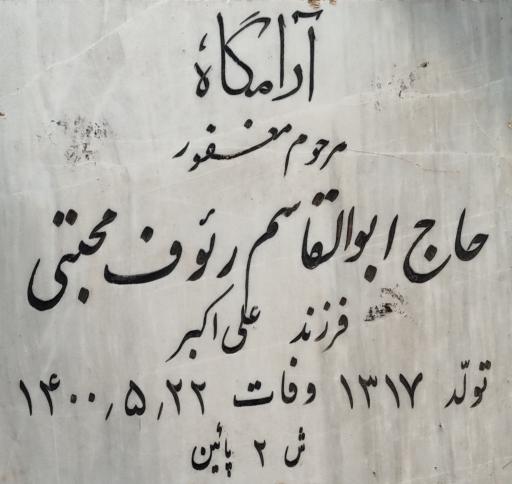 آرامگاه
مرحوم مغفور
حاج ابوالقاسم رئوف مجتبی
فرزند علی اکبر
تولّد ۱۳۱۷ وفات ۲۲٫۵٫۱۴۰۰
ش ۲ پائین